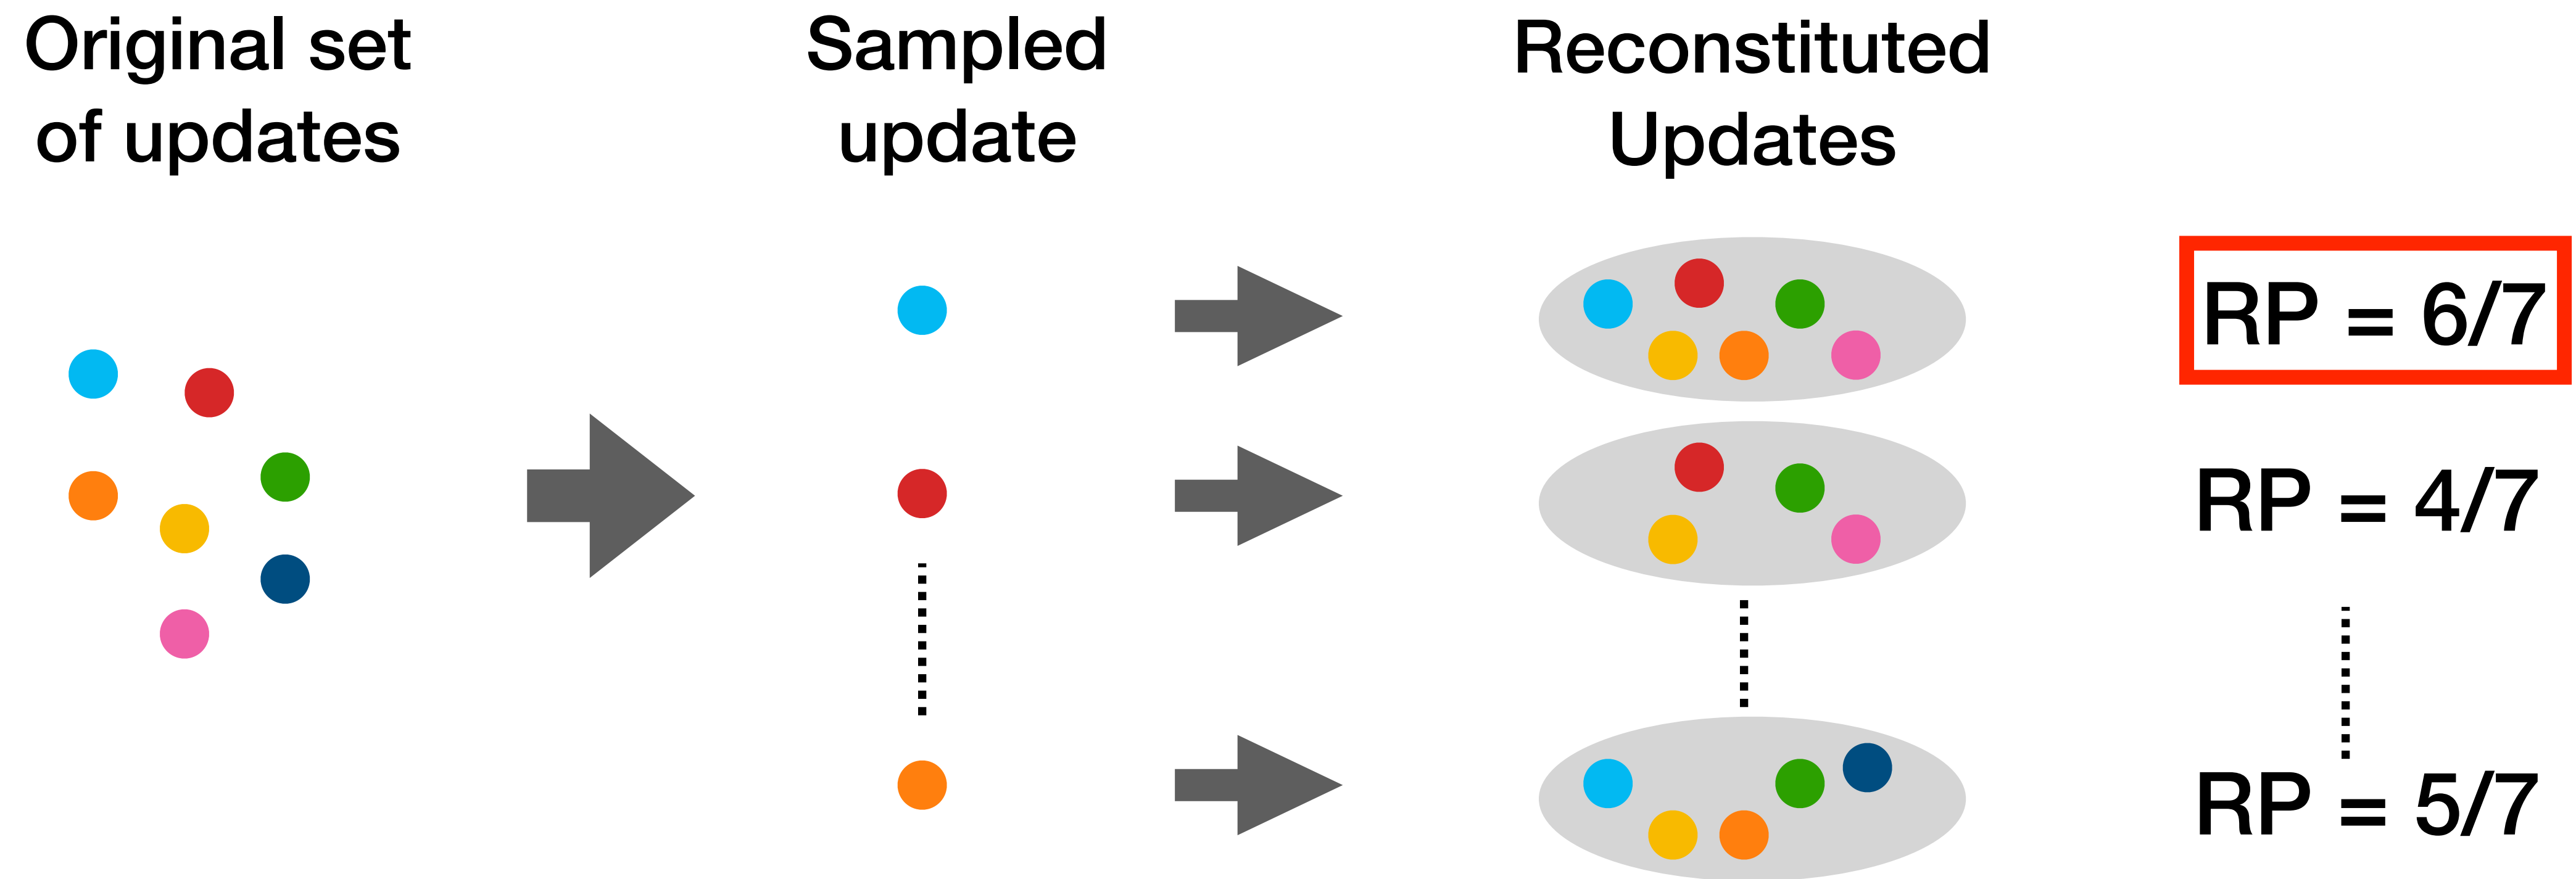 Original set
of updates
Sampled
update
Reconstituted
Updates
RP = 6/7
RP = 4/7
RP = 5/7